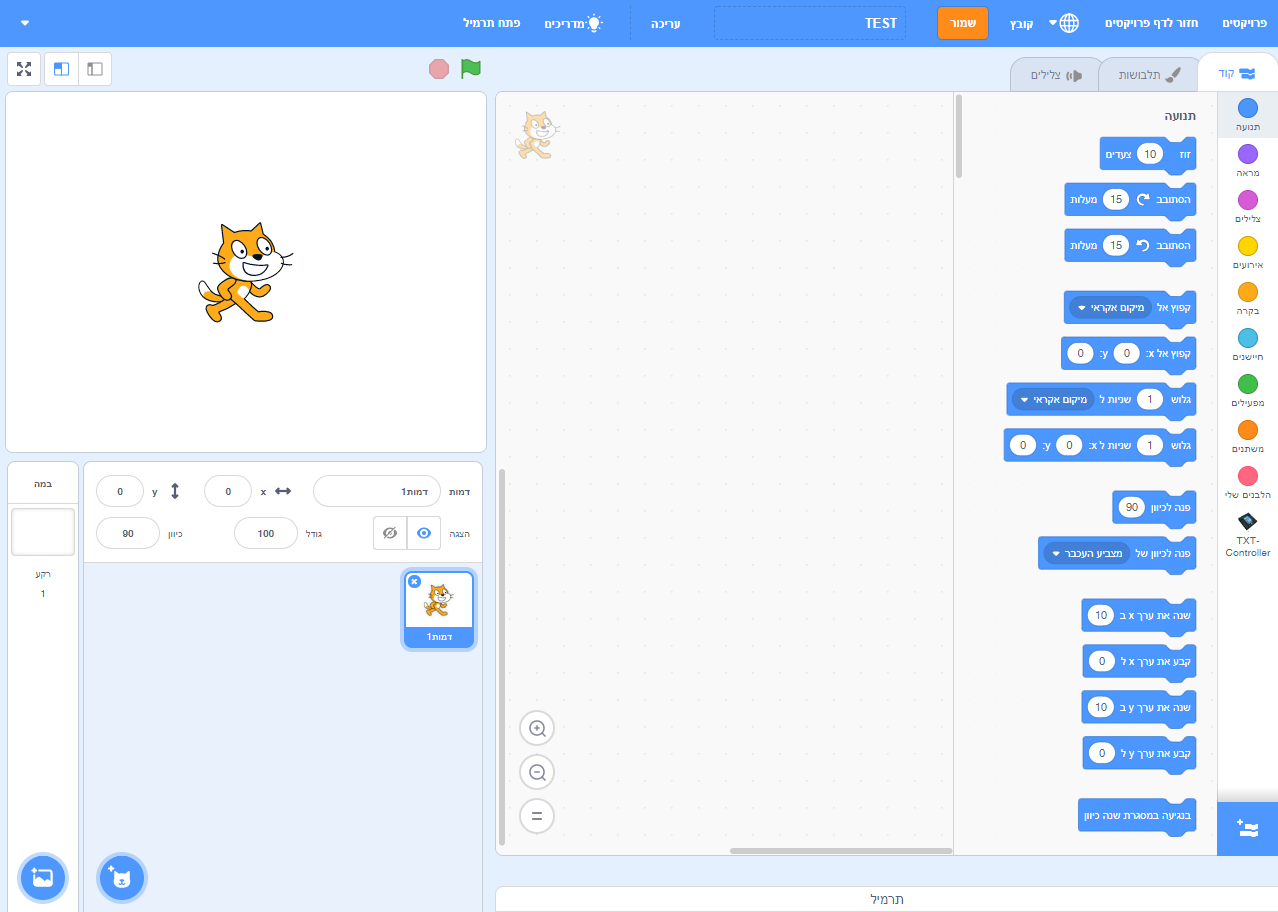 פרויקטים
חזור לדף פרויקטים
קובץ
שמור
TEST
עריכה
מדריכים
פתח תרמיל
קוד
תלבושות
צלילים
תנועה
מראה
צלילים
אירועים
בקרה
חיישנים
מפעילים
משתנים
הלבנים שלי
TXT-
Controller
תנועה
זוז 10 צעדים
הסתובב 15 מעלות
הסתובב 15 מעלות
קפוץ אל מיקום אקראי
קפוץ אל x: 0 y: 0
גלוש 1 שניות ל מיקום אקראי
גלוש 1 שניות ל x: 0 y: 0
פנה לכיוון 90
פנה לכיוון של מצביע העכבר
שנה את ערך x ב 10
קבע את ערך x ל 0
שנה את ערך y ב 10
קבע את ערך y ל 0
בנגיעה במסגרת שנה כיוון
תרמיל
דמות דמות1 x 0 y 0
הצגה גודל 100 כיוון 90
דמות1
במה
רקע
1